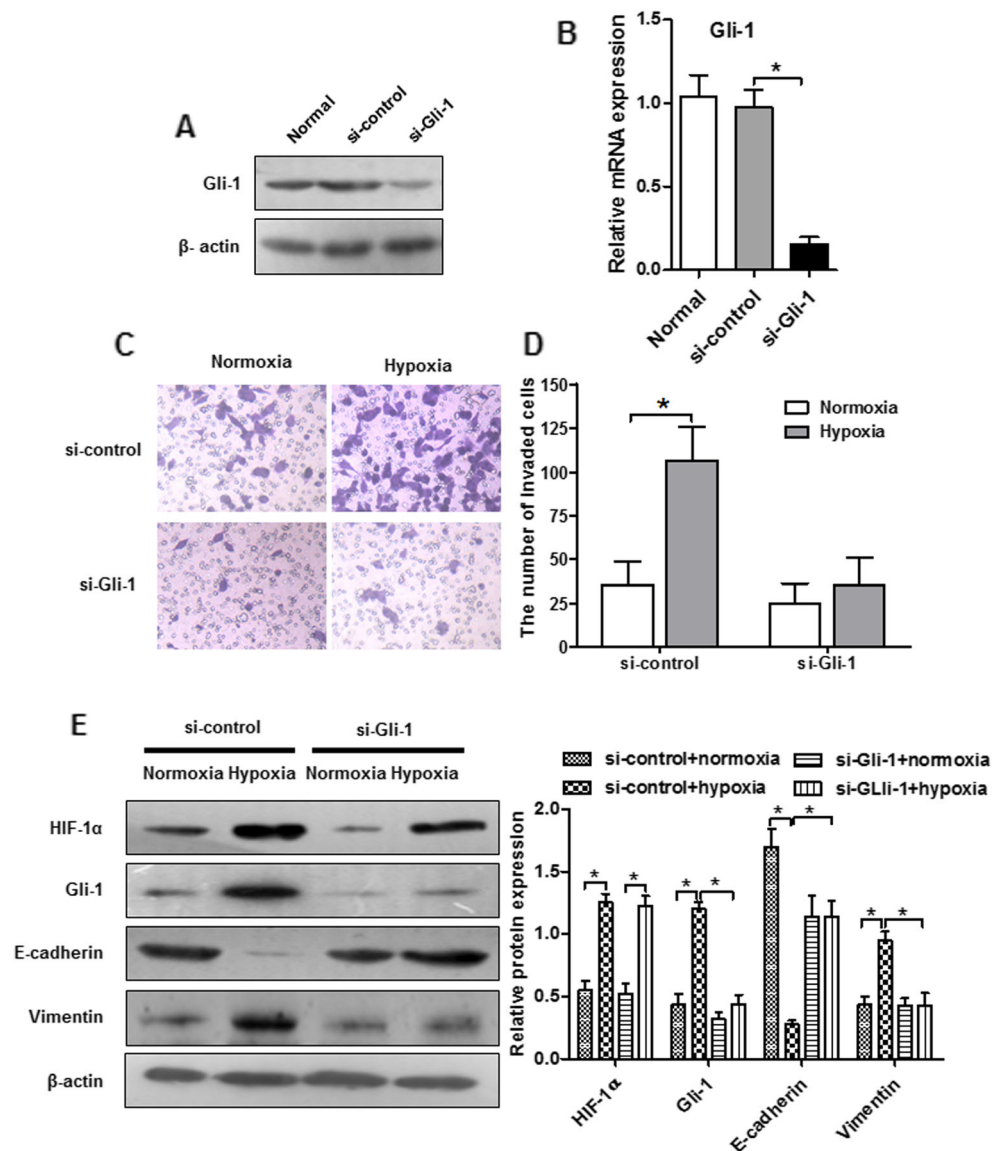 A
Normal si-control si-Gli-1
Gli-1
β- actin
B
Gli-1
*
Relative mRNA expression
1.5
1.0
0.5
0.0
Normal si-control si-Gli-1
C
Normoxia Hypoxia
si-control
si-Gli-1
D
The number of Invaded cells
150
125
100
75
50
25
0
*
Normoxia
Hypoxia
si-control si-Gli-1
E
si-control si-Gli-1
Normoxia Hypoxia Normoxia Hypoxia
HIF-1α
Gli-1
E-cadherin
Vimentin
β-actin
si-control+normoxia si-Gli-1+normoxia
si-control+hypoxia si-GLli-1+hypoxia
Relative protein expression
2.0
1.5
1.0
0.5
0.0
* * * * * * * *
HIF-1α Gli-1 E-cadherin Vimentin